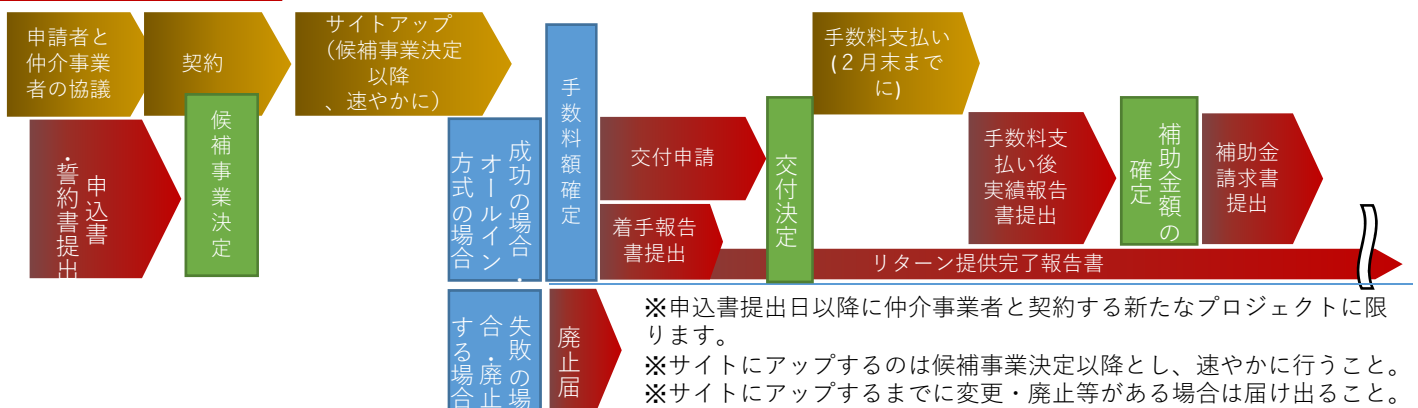 申請者と
仲介事業
者の協議
契約
サイトアップ
（候補事業決定
以降
、速やかに）
手数料支払い
(２月末まで
に)
申込書
・誓約書提出
候補事業決定
成功の場合・
オールイン
方式の場合
手数料額確定
交付申請
着手報告
書提出
交付決定
手数料支
払い後
実績報告
書提出
補助金額の
確定
補助金
請求書
提出
リターン提供完了報告書
失敗の場
合・廃止
する場合
廃止届
※申込書提出日以降に仲介事業者と契約する新たなプロジェクトに限
ります。
※サイトにアップするのは候補事業決定以降とし、速やかに行うこと。
※サイトにアップするまでに変更・廃止等がある場合は届け出ること。